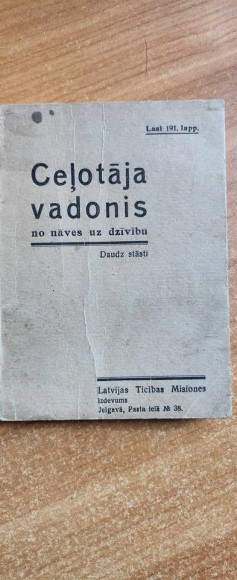 Lasi 191. lapp.
Ceļotāja
vadonis
no nāves uz dzīvību
Daudz stāsti
Latvijas Ticības Misiones
izdevums
Jelgavā, Pasta ielā № 38.